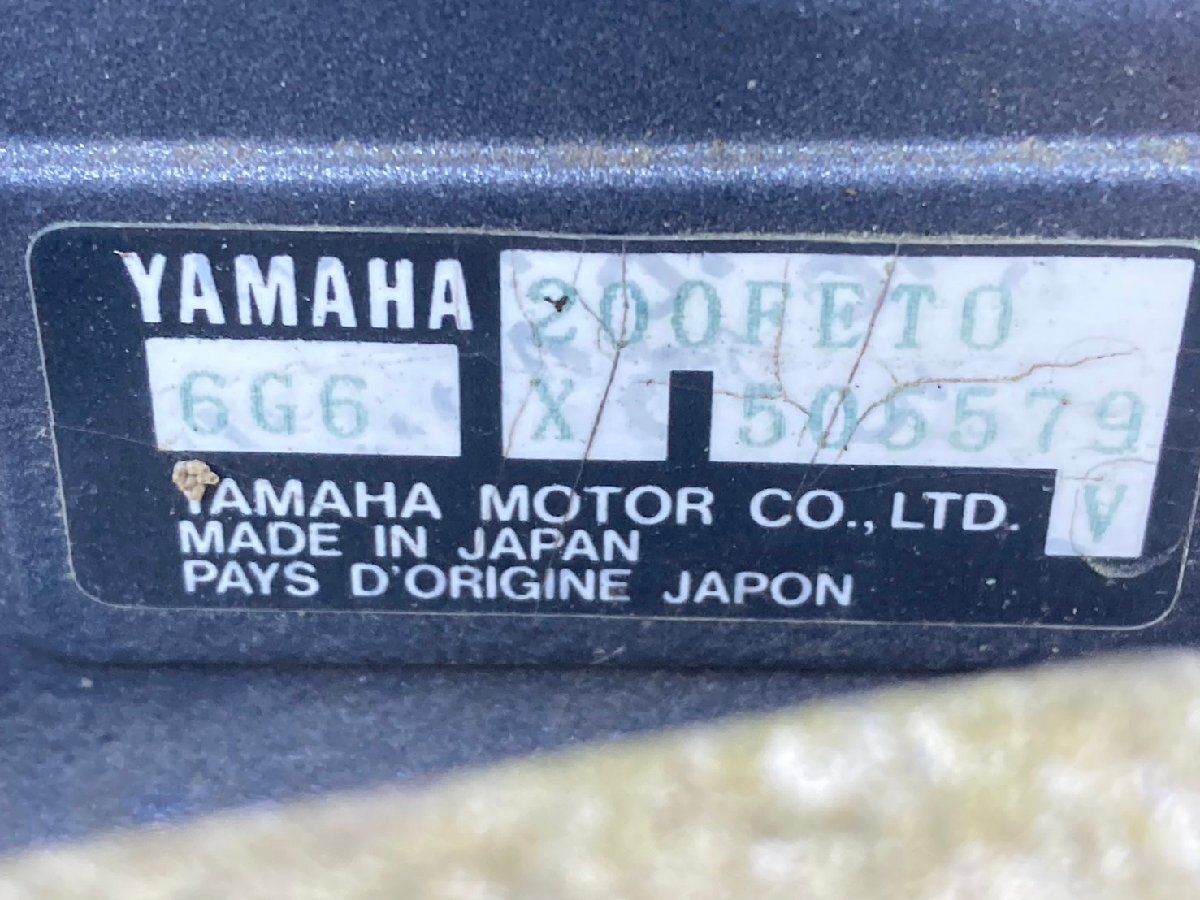 YAMAHA 200FETO
6G6 X 505579
A
YAMAHA MOTOR CO., LTD.
MADE IN JAPAN
PAYS D'ORIGINE JAPON